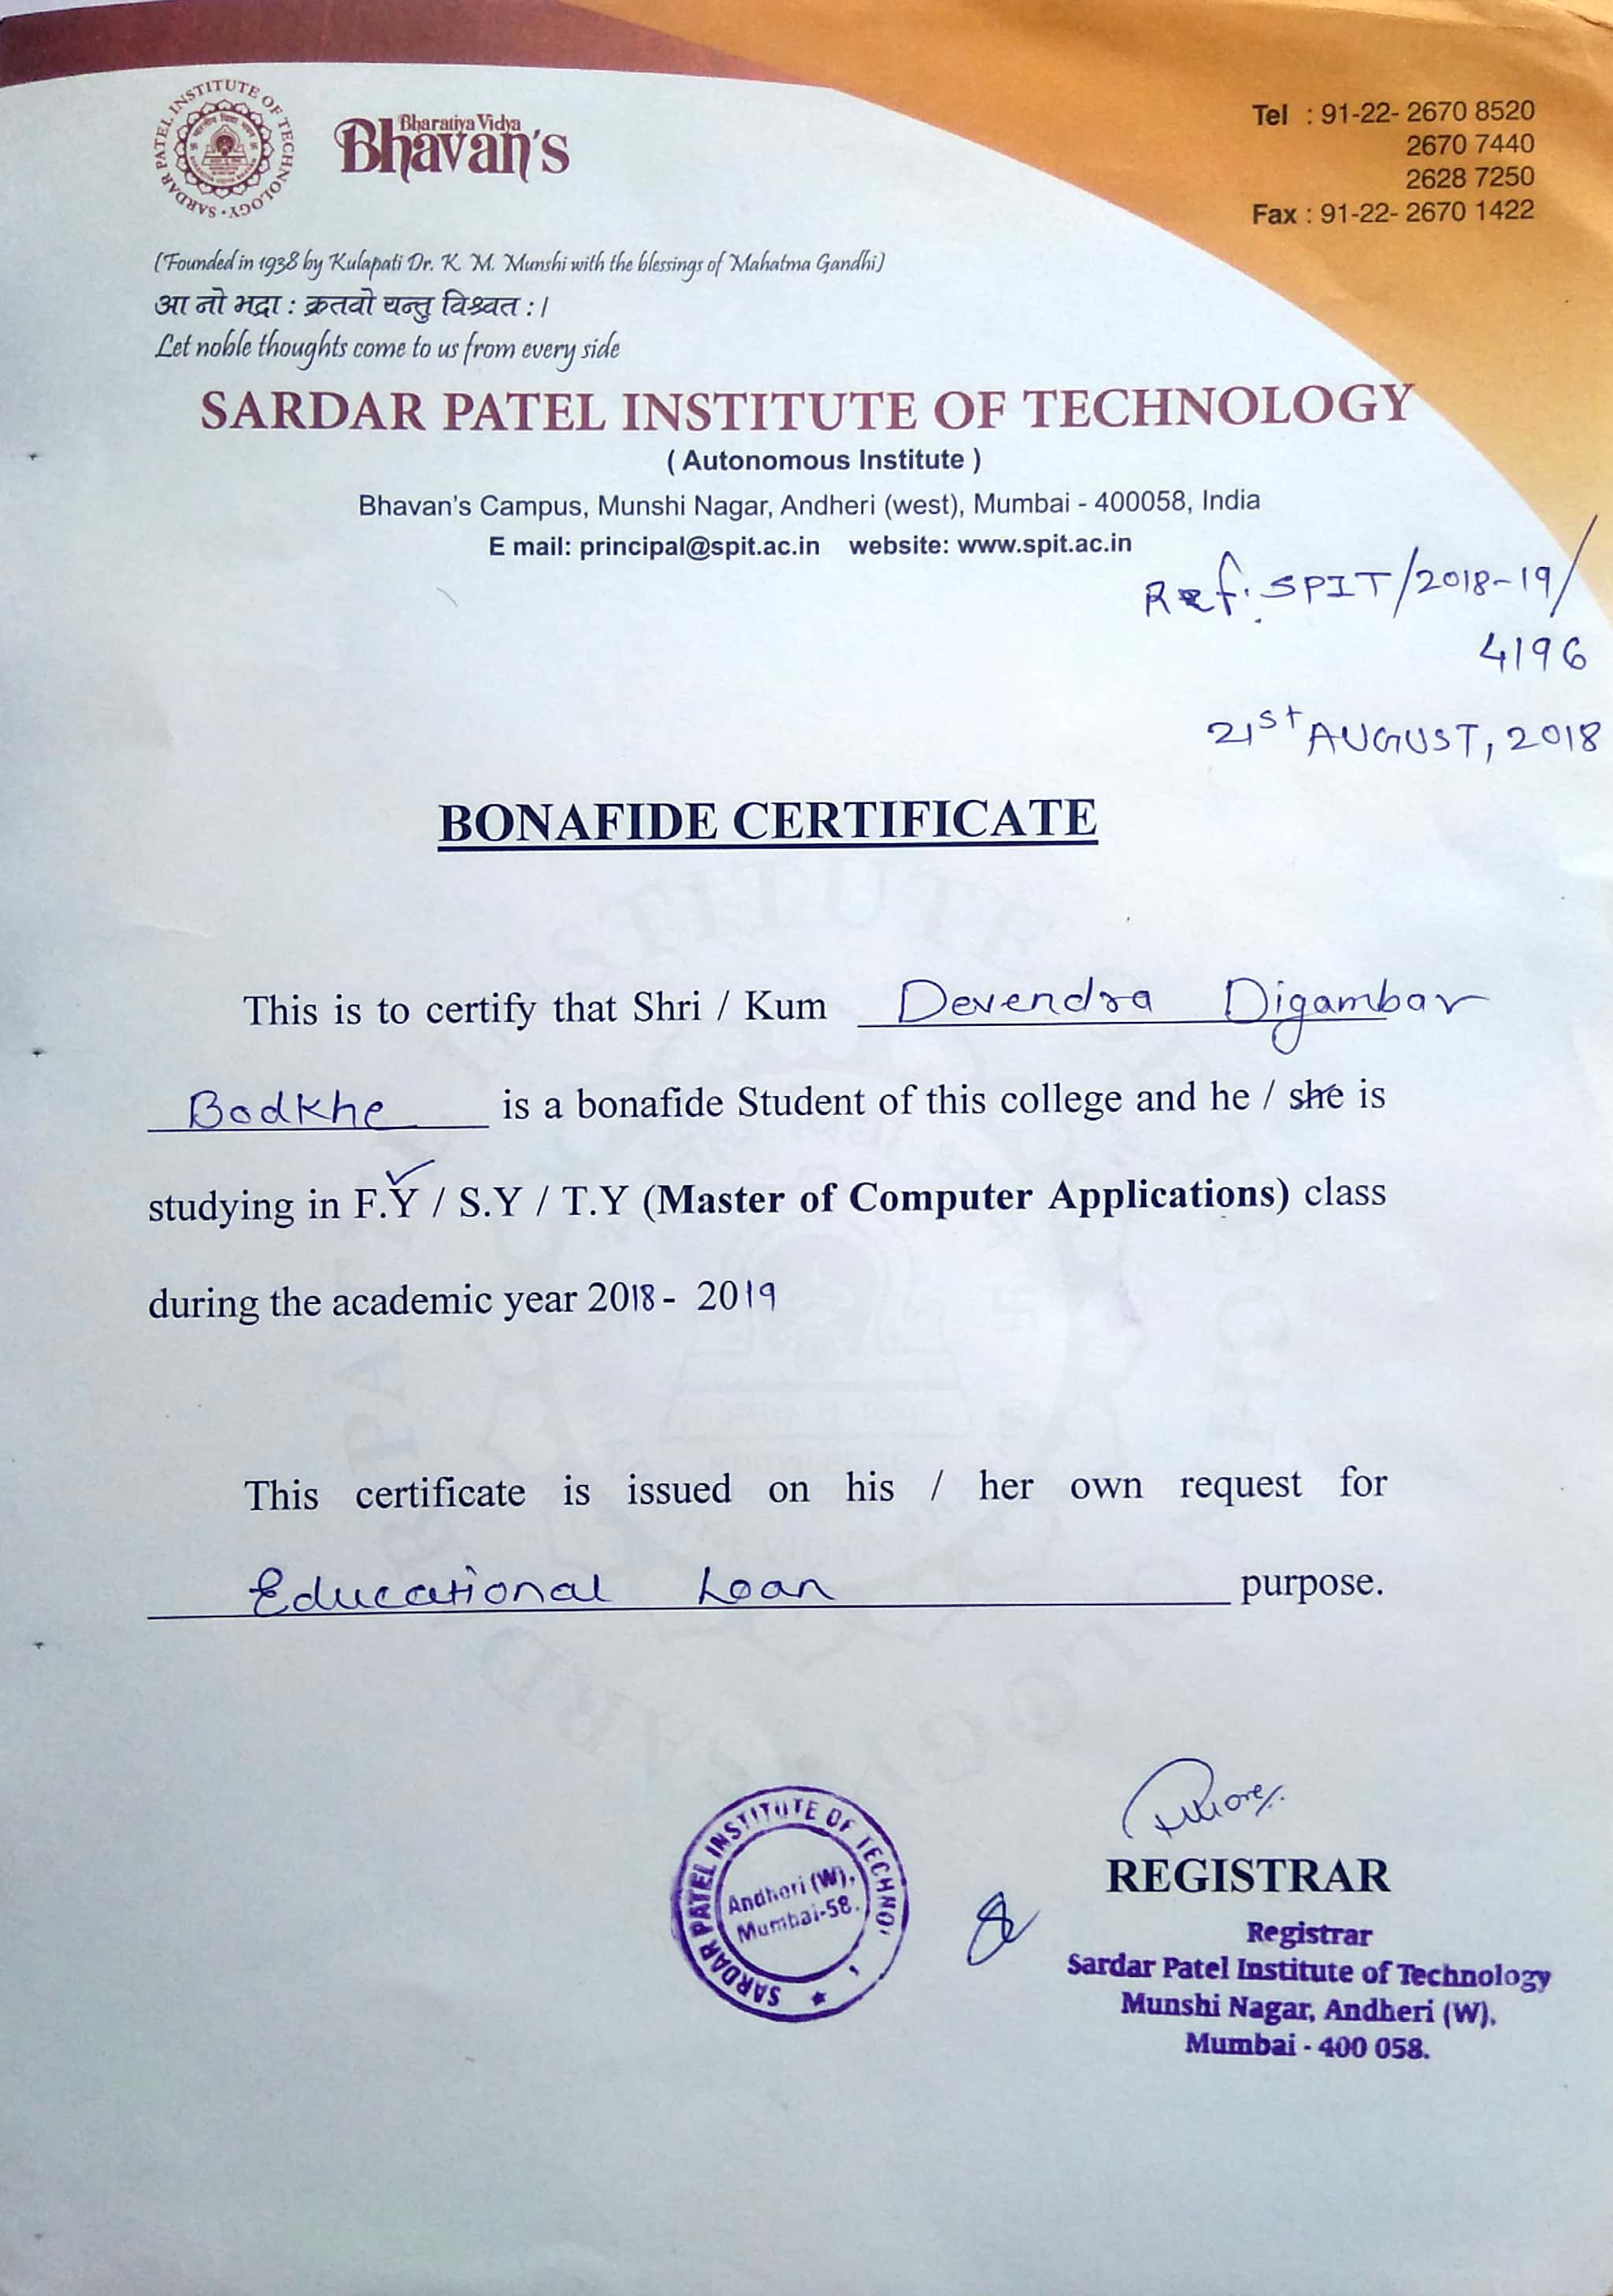 SARDAR PATEL INSTITUTE OF TECHNOLOGY
Bharatiya Vidya
Bhavan's
Tel : 91-22- 2670 8520
2670 7440
2628 7250
Fax : 91-22- 2670 1422
(Founded in 1938 by Kulapati Dr. K. M. Munshi with the blessings of Mahatma Gandhi)
आ नो भद्रा : क्रतवो यन्तु विश्वत : ।
Let noble thoughts come to us from every side
SARDAR PATEL INSTITUTE OF TECHNOLOGY
( Autonomous Institute )
Bhavan's Campus, Munshi Nagar, Andheri (west), Mumbai - 400058, India
E mail: principal@spit.ac.in website: www.spit.ac.in
Ref: SPIT/2018-19/
4196
21st AUGUST, 2018
BONAFIDE CERTIFICATE
This is to certify that Shri / Kum Devendra Digambar
Bodkhe is a bonafide Student of this college and he / she is
studying in F.Y / S.Y / T.Y (Master of Computer Applications) class
during the academic year 2018 - 2019
This certificate is issued on his / her own request for
Educational Loan purpose.
SARDAR PATEL INSTITUTE OF TECHNOL
Andheri (W),
Mumbai-58.
REGISTRAR
Registrar
Sardar Patel Institute of Technology
Munshi Nagar, Andheri (W),
Mumbai - 400 058.